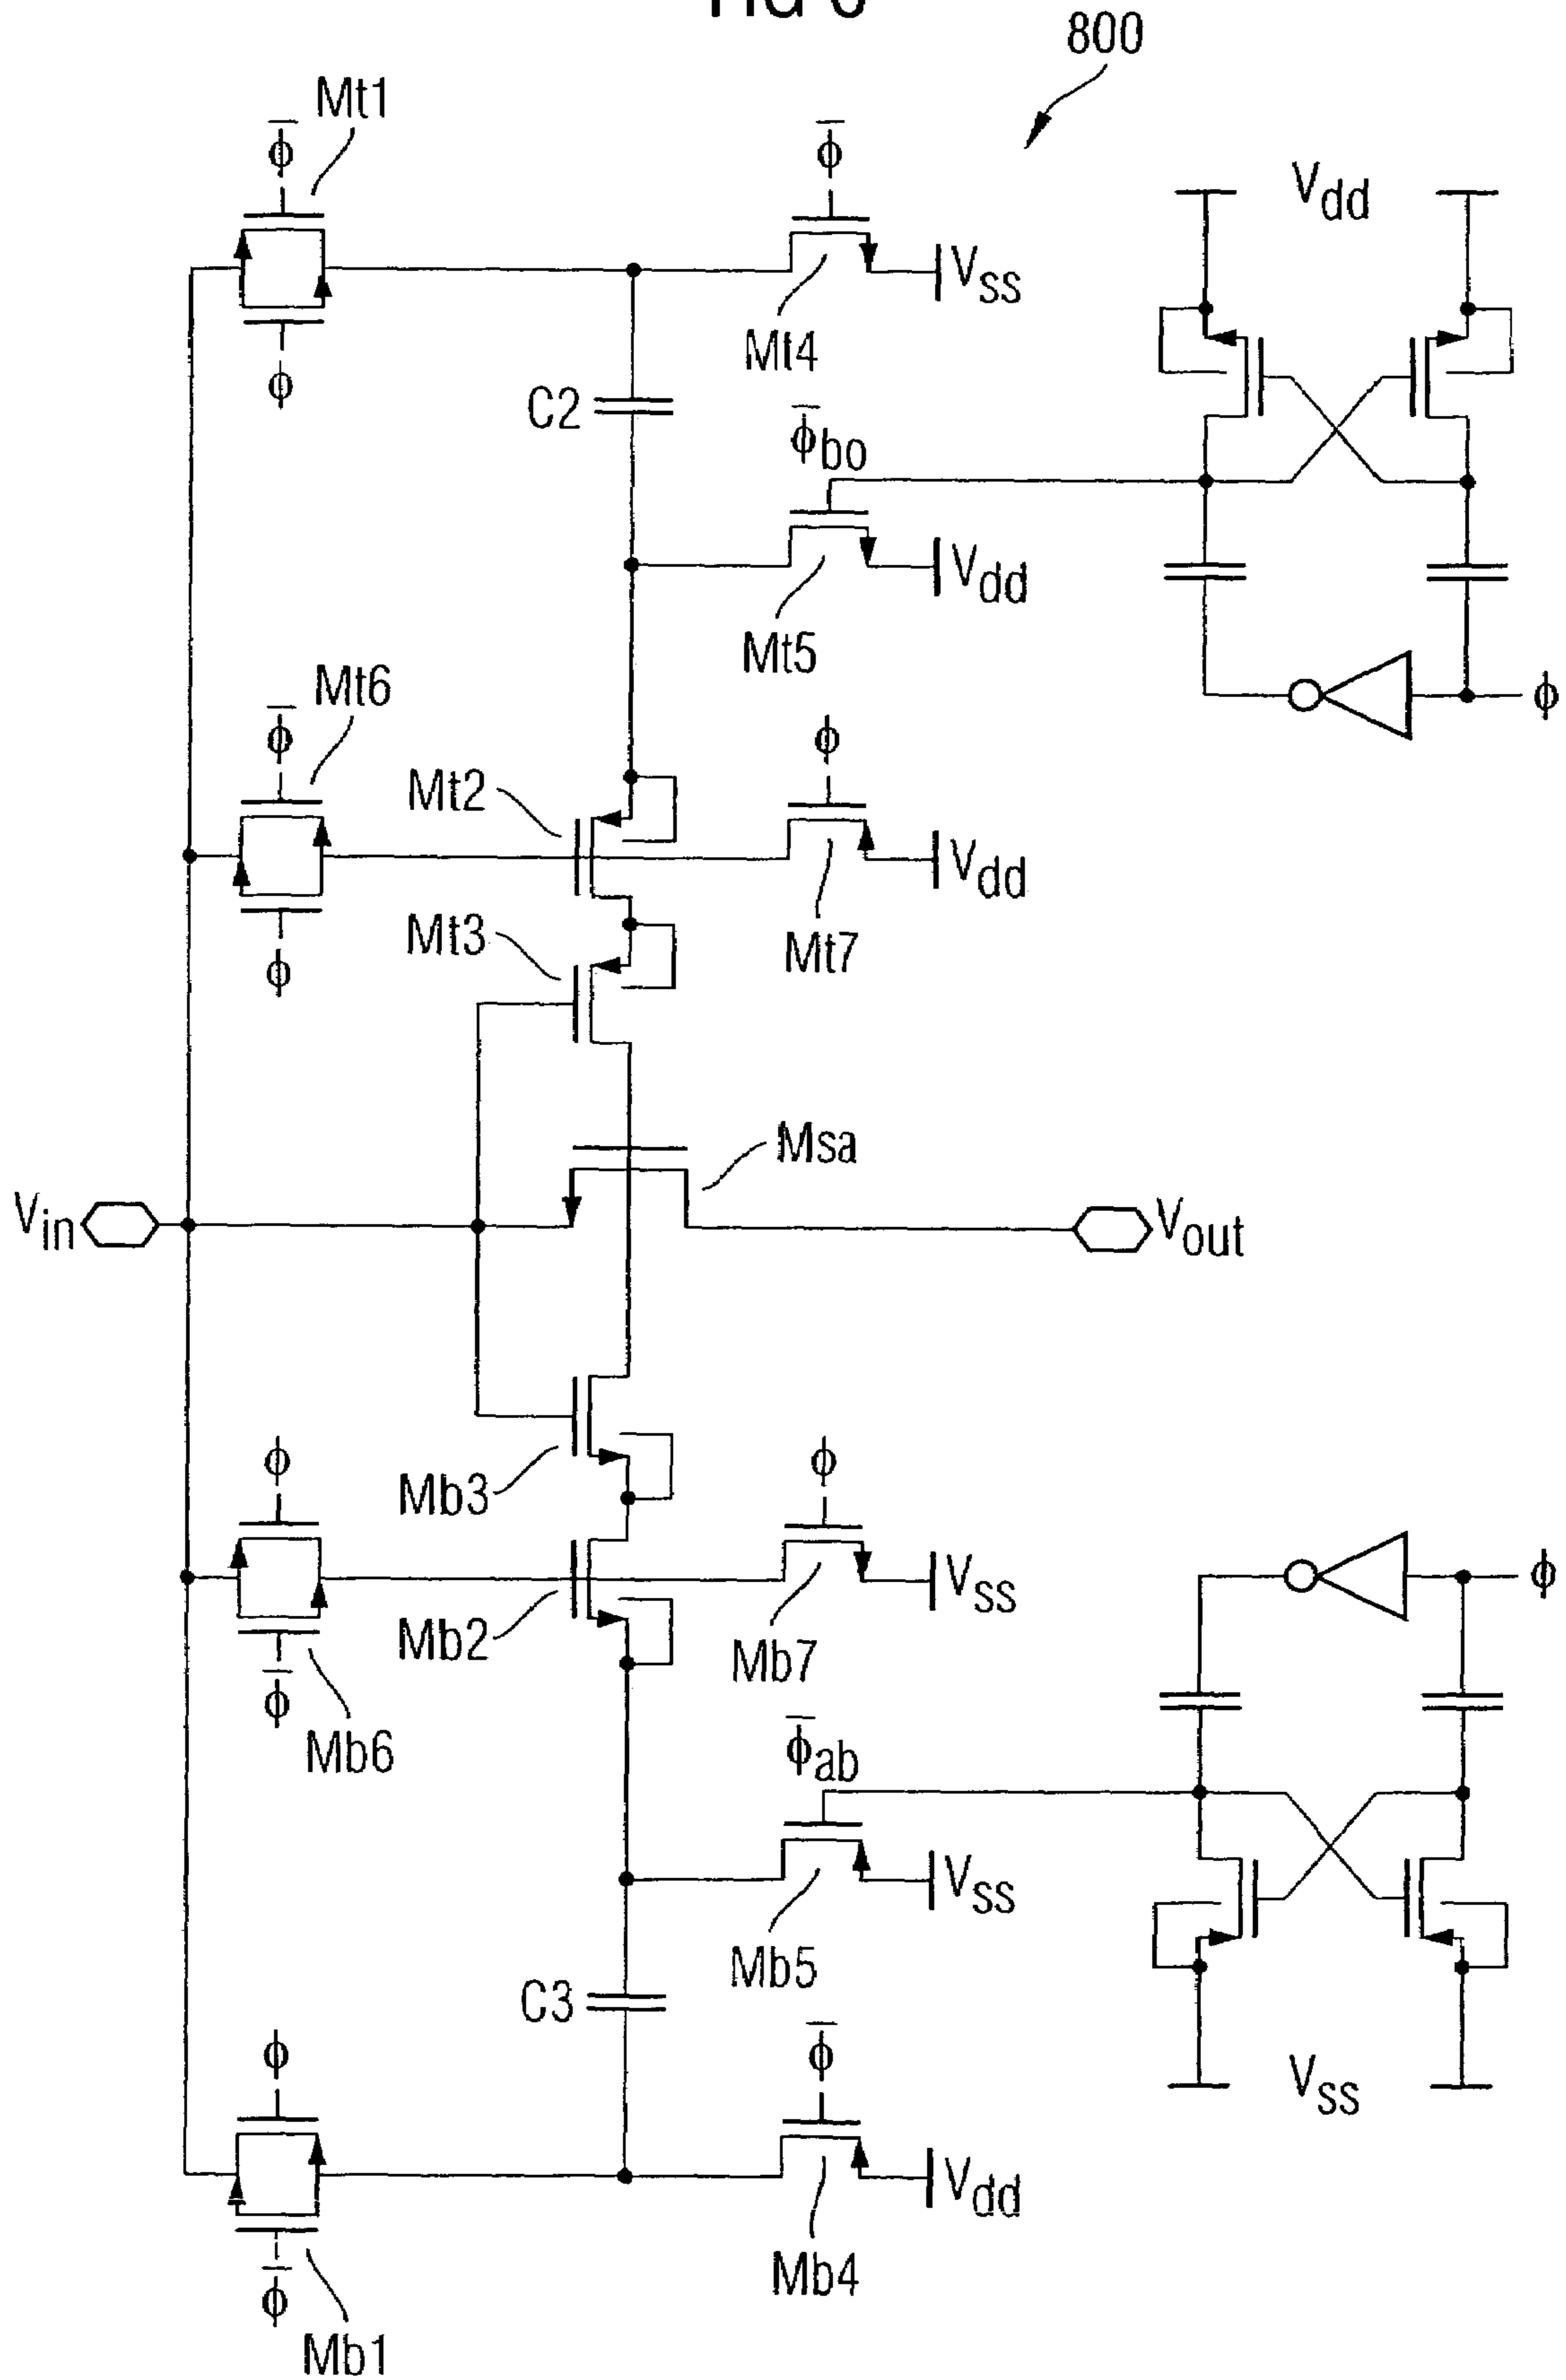 800
Mt1
ϕ̅
ϕ̅
Vdd
Vss
Mt4
ϕ
C2
ϕ̅bo
Vdd
Mt5
Mt6
ϕ̅
ϕ
ϕ
Mt2
Vdd
Mt3
Mt7
ϕ
Msa
Vin
Vout
ϕ
ϕ
Mb3
Vss
ϕ
Mb2
Mb7
ϕ̅
Mb6
ϕ̅ab
Vss
Mb5
C3
ϕ
ϕ̅
Vss
Vdd
Mb4
ϕ̅
Mb1